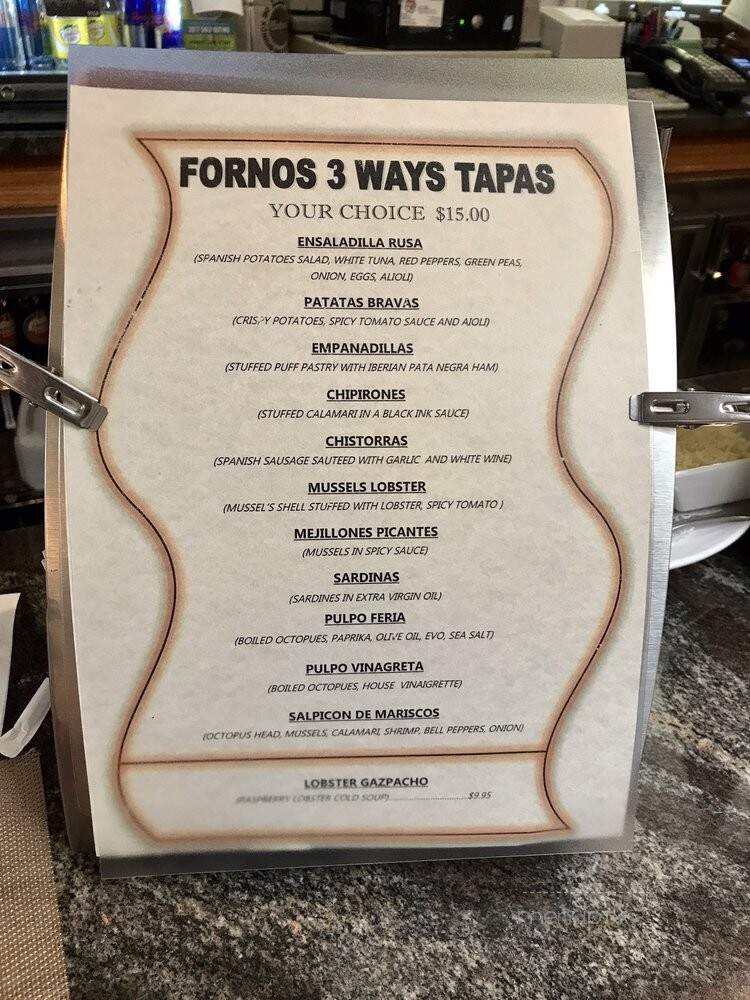 FORNOS 3 WAYS TAPAS
YOUR CHOICE $15.00
ENSALADILLA RUSA
(SPANISH POTATOES SALAD, WHITE TUNA, RED PEPPERS, GREEN PEAS,
ONION, EGGS, ALIOLI)
PATATAS BRAVAS
(CRISPY POTATOES, SPICY TOMATO SAUCE AND AIOLI)
EMPANADILLAS
(STUFFED PUFF PASTRY WITH IBERIAN PATA NEGRA HAM)
CHIPIRONES
(STUFFED CALAMARI IN A BLACK INK SAUCE)
CHISTORRAS
(SPANISH SAUSAGE SAUTEED WITH GARLIC AND WHITE WINE)
MUSSELS LOBSTER
(MUSSEL'S SHELL STUFFED WITH LOBSTER, SPICY TOMATO )
MEJILLONES PICANTES
(MUSSELS IN SPICY SAUCE)
SARDINAS
(SARDINES IN EXTRA VIRGIN OIL)
PULPO FERIA
(BOILED OCTOPUES, PAPRIKA, OLIVE OIL, EVO, SEA SALT)
PULPO VINAGRETA
(BOILED OCTOPUES, HOUSE VINAIGRETTE)
SALPICON DE MARISCOS
(OCTOPUS HEAD, MUSSELS, CALAMARI, SHRIMP, BELL PEPPERS, ONION)
LOBSTER GAZPACHO
(RASPBERRY LOBSTER COLD SOUP)..............................$9.95